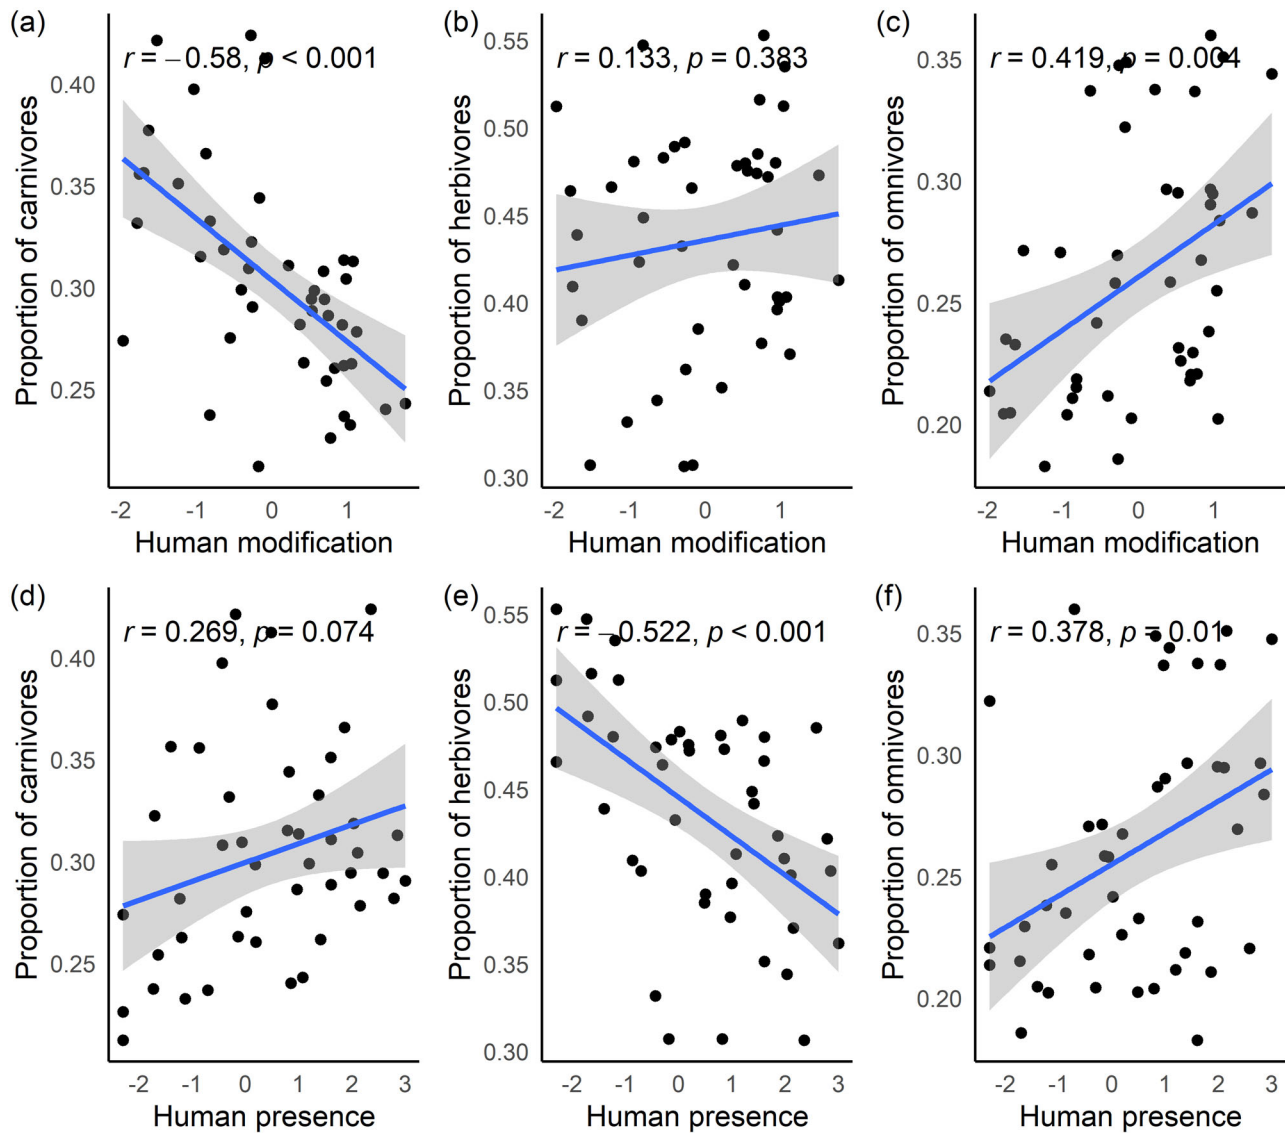 (a)
r = −0.58, p < 0.001
0.40
0.35
0.30
0.25
Proportion of carnivores
-2 -1 0 1
Human modification
(b)
r = 0.133, p = 0.383
0.55
0.50
0.45
0.40
0.35
0.30
Proportion of herbivores
-2 -1 0 1
Human modification
(c)
r = 0.419, p = 0.004
0.35
0.30
0.25
0.20
Proportion of omnivores
-2 -1 0 1
Human modification
(d)
r = 0.269, p = 0.074
0.40
0.35
0.30
0.25
Proportion of carnivores
-2 -1 0 1 2 3
Human presence
(e)
r = −0.522, p < 0.001
0.55
0.50
0.45
0.40
0.35
0.30
Proportion of herbivores
-2 -1 0 1 2 3
Human presence
(f)
r = 0.378, p = 0.01
0.35
0.30
0.25
0.20
Proportion of omnivores
-2 -1 0 1 2 3
Human presence